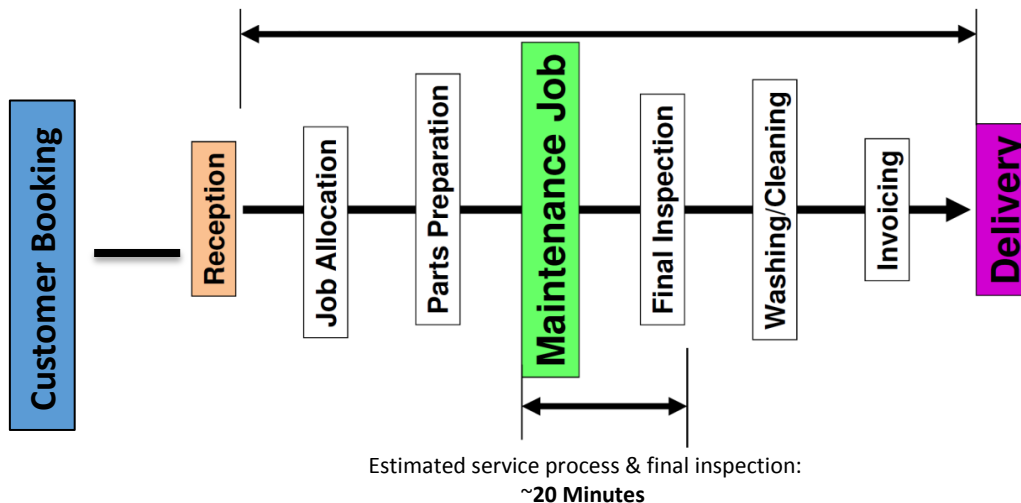 Customer Booking
Reception
Job Allocation
Parts Preparation
Maintenance Job
Final Inspection
Washing/Cleaning
Invoicing
Delivery
Estimated service process & final inspection:
~20 Minutes